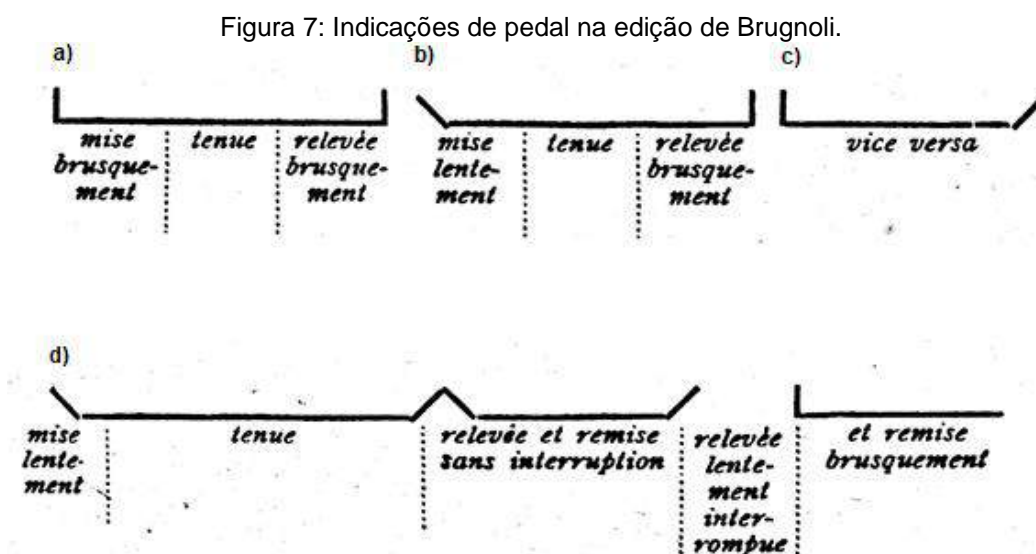 Figura 7: Indicações de pedal na edição de Brugnoli.
a)
mise
brusque-
ment
tenue
relevée
brusque-
ment
b)
mise
lente-
ment
tenue
relevée
brusque-
ment
c)
vice versa
d)
mise
lente-
ment
tenue
relevée et remise
sans interruption
relevée
lente-
ment
inter-
rompue
et remise
brusquement